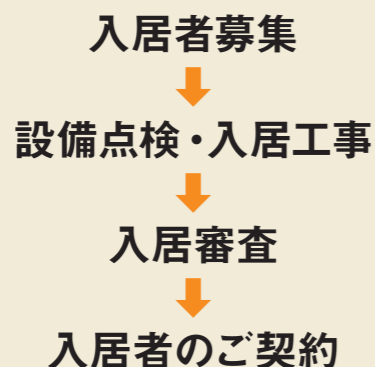 入居者募集
設備点検・入居工事
入居審査
入居者のご契約